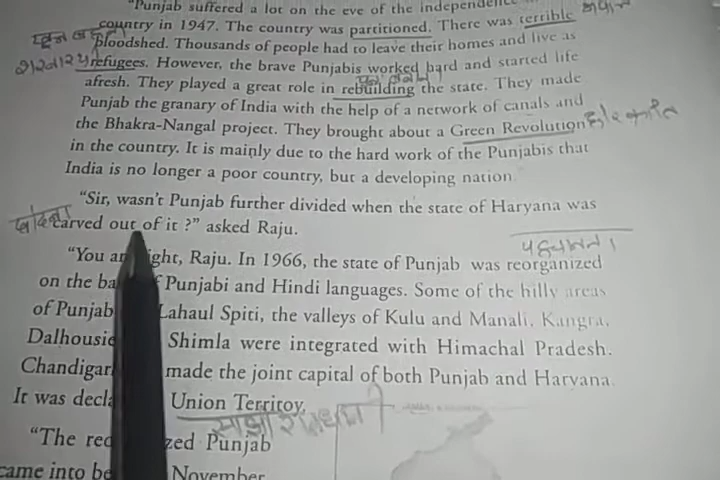 "Punjab suffered a lot on the eve of the independence
country in 1947. The country was partitioned. There was terrible
bloodshed. Thousands of people had to leave their homes and live as
refugees. However, the brave Punjabis worked hard and started life
afresh. They played a great role in rebuilding the state. They made
Punjab the granary of India with the help of a network of canals and
the Bhakra-Nangal project. They brought about a Green Revolution
in the country. It is mainly due to the hard work of the Punjabis that
India is no longer a poor country, but a developing nation.
"Sir, wasn't Punjab further divided when the state of Haryana was
carved out of it ?" asked Raju.
"You ight, Raju. In 1966, the state of Punjab was reorganized
on the ba Punjabi and Hindi languages. Some of the hilly areas
of Punjab Lahaul Spiti, the valleys of Kulu and Manali, Kangra,
Dalhousie Shimla were integrated with Himachal Pradesh.
Chandigar made the joint capital of both Punjab and Haryana.
It was decla Union Territoy.
"The reo zed Punjab
came into be November